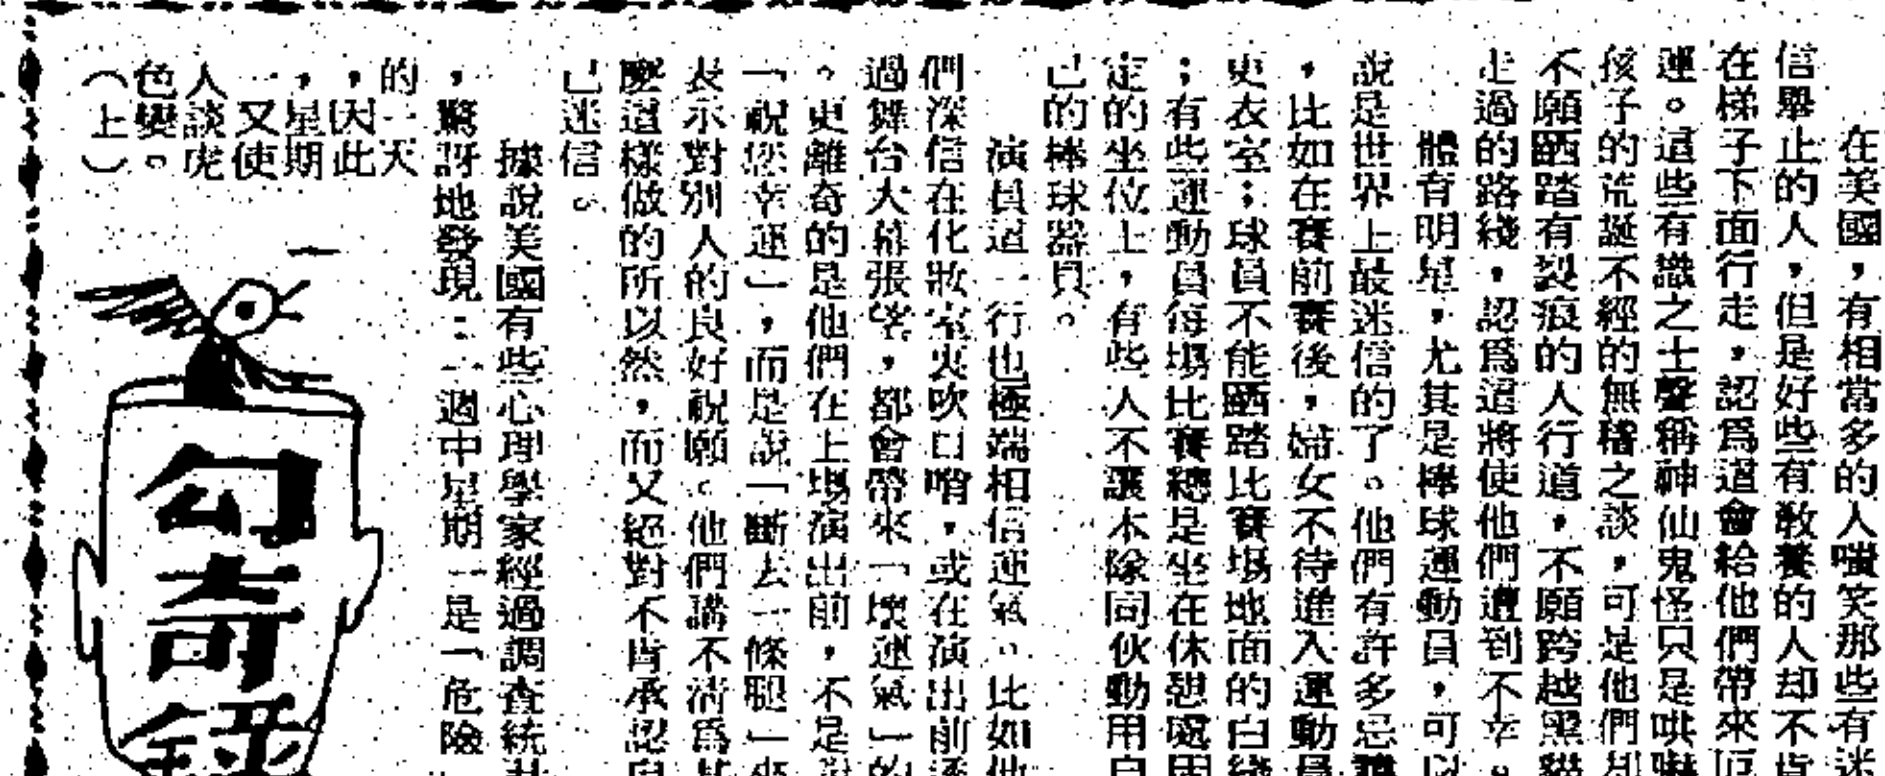 在美國，有相當多的人嗤笑那些有迷
信舉止的人，但是好些有敎養的人却不肯
在梯子下面行走，認爲這會給他們帶來厄
運。這些有識之士聲稱神仙鬼怪只是哄嚇
孩子的荒誕不經的無稽之談，可是他們却
不願踏有裂痕的人行道，不願跨越黑貓
走過的路綫，認爲這將使他們遭到不幸。
體育明星，尤其是棒球運動員，可以
說是世界上最迷信的了。他們有許多忌諱
，比如在賽前賽後，婦女不待進入運動員
更衣室；球員不能踏比賽場地面的白綫
；有些運動員每場比賽總是坐在休憇處固
定的坐位上，有些人不讓本隊同伙動用自
己的棒球器具。
演員這一行也極端相信運氣。比如他
們深信在化妝室吹口哨，或在演出前
過舞台大幕張望，都會帶來「壞運氣」的
。更離奇的是他們在上場演出前，不是說
「祝您幸運」，而是說「斷去一條腿」來
表示對別人的良好祝願。他們講不清爲甚
麼這樣做的所以然，而又絕對不肯承認自
己迷信。
據說美國有些心理學家經過調查統計
，驚訝地發現：一週中星期一是「危險」
的一天
，因此
，星期
一又使
人談虎
色變。
（上）
勾奇錄